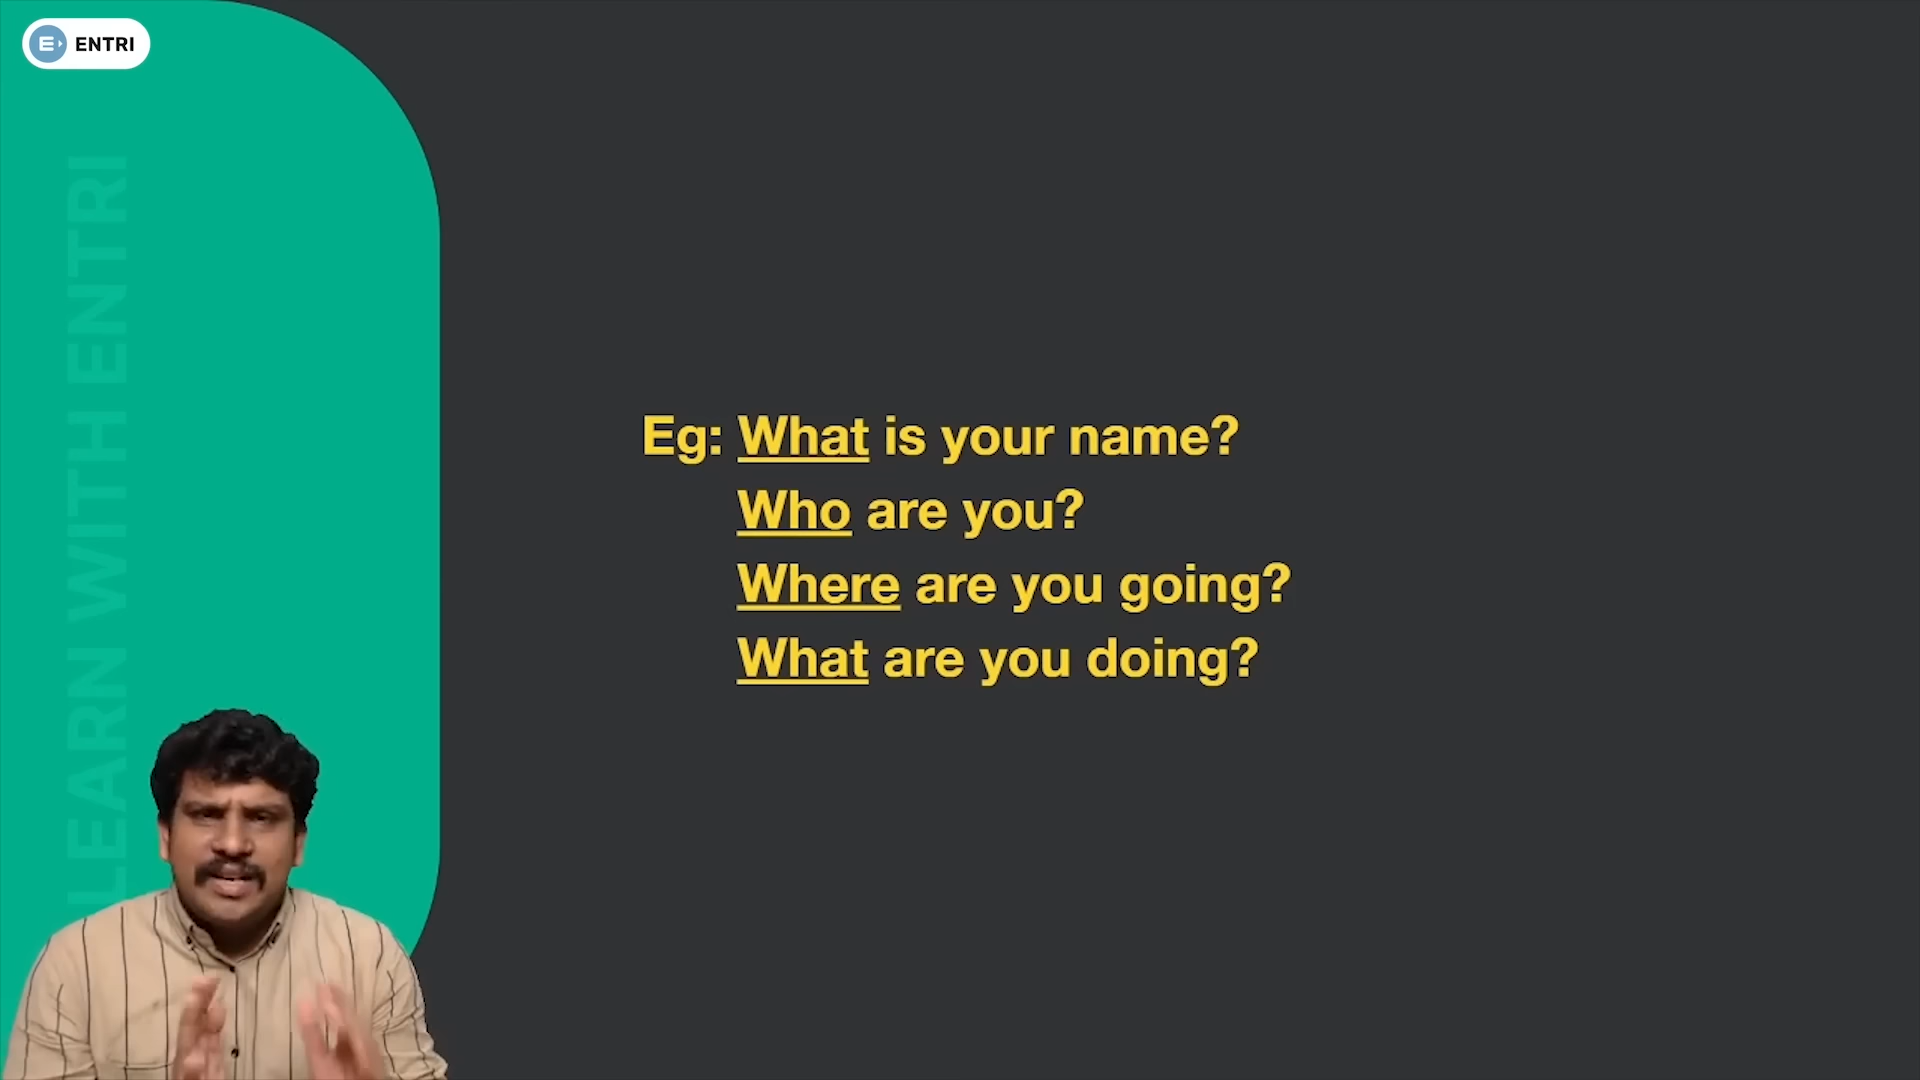 ENTRI
LEARN WITH ENTRI
Eg: What is your name?
Who are you?
Where are you going?
What are you doing?